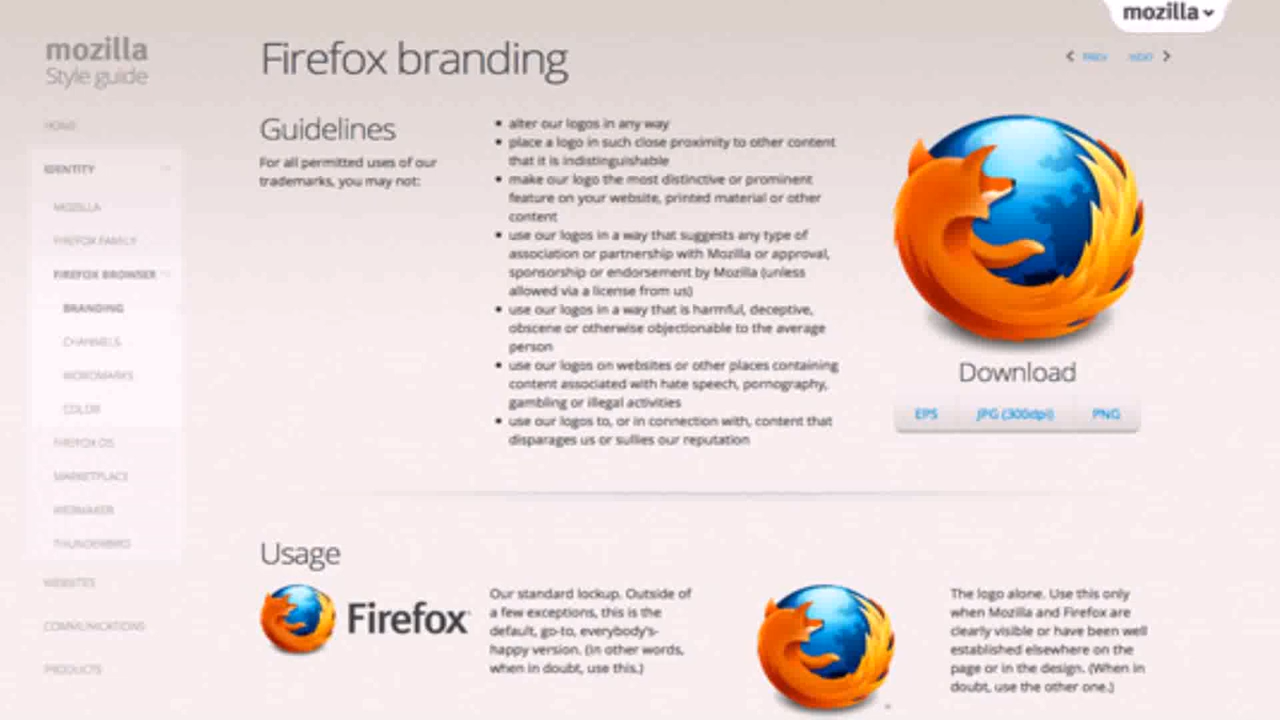 mozilla
mozilla
Style guide
Firefox branding
PREV
NEXT
HOME
IDENTITY
MOZILLA
FIREFOX FAMILY
FIREFOX BROWSER
BRANDING
CHANNELS
WORDMARKS
COLOR
FIREFOX OS
MARKETPLACE
WEBMAKER
THUNDERBIRD
WEBSITES
COMMUNICATIONS
PRODUCTS
Guidelines
For all permitted uses of our
trademarks, you may not:
• alter our logos in any way
• place a logo in such close proximity to other content
that it is indistinguishable
• make our logo the most distinctive or prominent
feature on your website, printed material or other
content
• use our logos in a way that suggests any type of
association or partnership with Mozilla or approval,
sponsorship or endorsement by Mozilla (unless
allowed via a license from us)
• use our logos in a way that is harmful, deceptive,
obscene or otherwise objectionable to the average
person
• use our logos on websites or other places containing
content associated with hate speech, pornography,
gambling or illegal activities
• use our logos to, or in connection with, content that
disparages us or sullies our reputation
Download
EPS
JPG (300dpi)
PNG
Usage
Firefox
Our standard lockup. Outside of
a few exceptions, this is the
default, go-to, everybody's-
happy version. (In other words,
when in doubt, use this.)
The logo alone. Use this only
when Mozilla and Firefox are
clearly visible or have been well
established elsewhere on the
page or in the design. (When in
doubt, use the other one.)